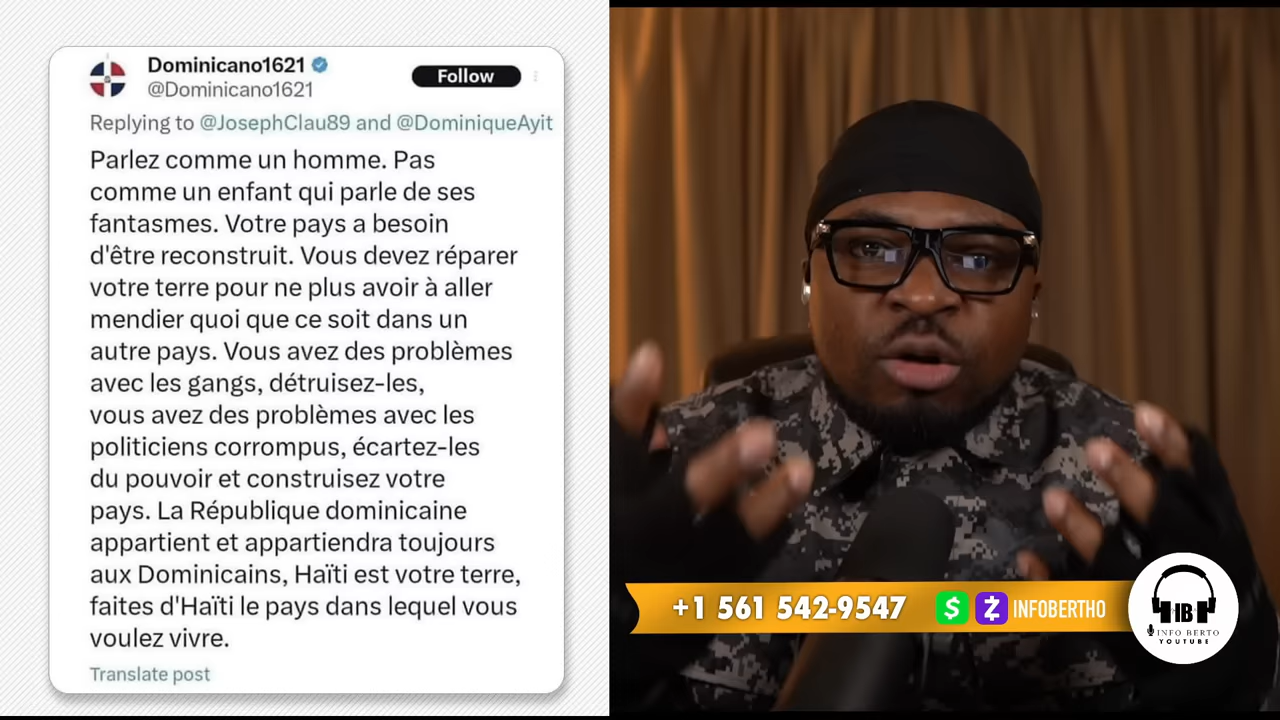 Dominicano1621
Follow
@Dominicano1621
Replying to @JosephClau89 and @DominiqueAyit
Parlez comme un homme. Pas
comme un enfant qui parle de ses
fantasmes. Votre pays a besoin
d'être reconstruit. Vous devez réparer
votre terre pour ne plus avoir à aller
mendier quoi que ce soit dans un
autre pays. Vous avez des problèmes
avec les gangs, détruisez-les,
vous avez des problèmes avec les
politiciens corrompus, écartez-les
du pouvoir et construisez votre
pays. La République dominicaine
appartient et appartiendra toujours
aux Dominicains, Haïti est votre terre,
faites d'Haïti le pays dans lequel vous
voulez vivre.
Translate post
+1 561 542-9547 $ Z INFOBERTHO
IB
INFO BERTO
YOUTUBE